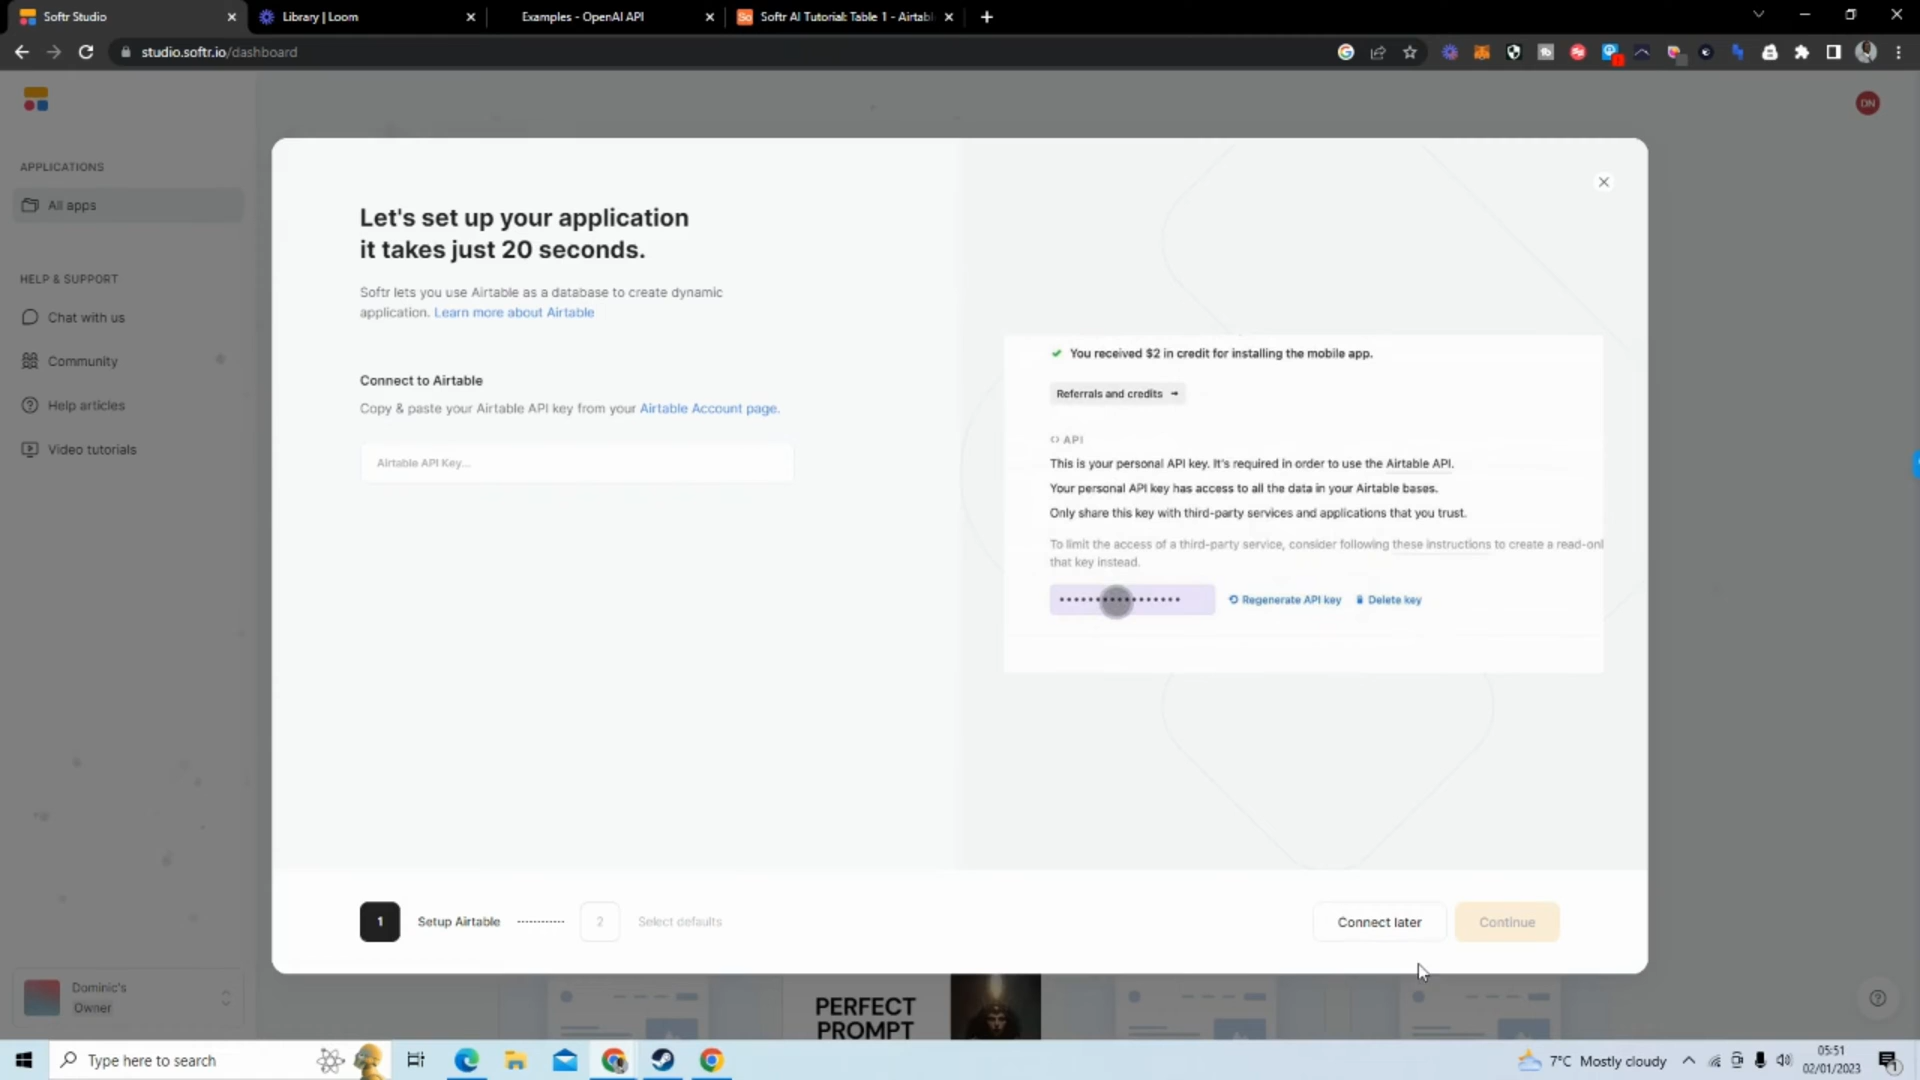 Softr Studio
Library | Loom
Examples - OpenAI API
So
Softr AI Tutorial: Table 1 - Airtabl
studio.softr.io/dashboard
DN
APPLICATIONS
All apps
HELP & SUPPORT
Chat with us
Community
Help articles
Video tutorials
Dominic's
Owner
Let's set up your application
it takes just 20 seconds.
Softr lets you use Airtable as a database to create dynamic
application. Learn more about Airtable
Connect to Airtable
Copy & paste your Airtable API key from your Airtable Account page.
Airtable API Key...
You received $2 in credit for installing the mobile app.
Referrals and credits →
<> API
This is your personal API key. It's required in order to use the Airtable API.
Your personal API key has access to all the data in your Airtable bases.
Only share this key with third-party services and applications that you trust.
To limit the access of a third-party service, consider following these instructions to create a read-onl
that key instead.
Regenerate API key
Delete key
1
Setup Airtable
2
Select defaults
Connect later
Continue
PERFECT
PROMPT
Type here to search
7°C Mostly cloudy
05:51
02/01/2023
1